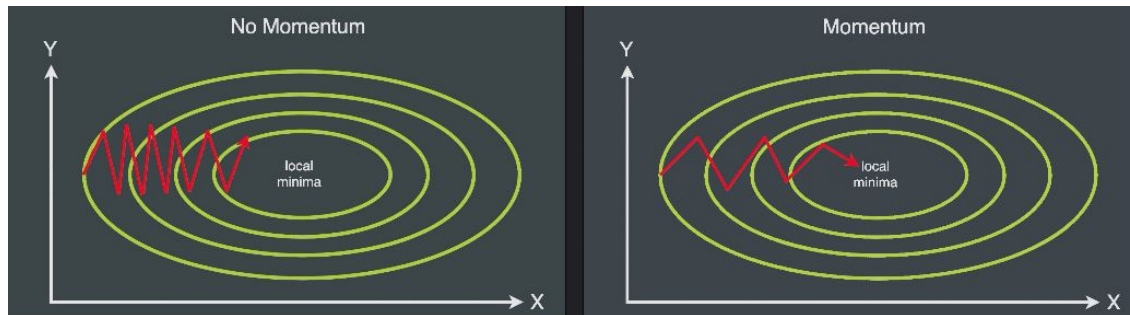 No Momentum
Y
local
minima
X
Momentum
Y
local
minima
X